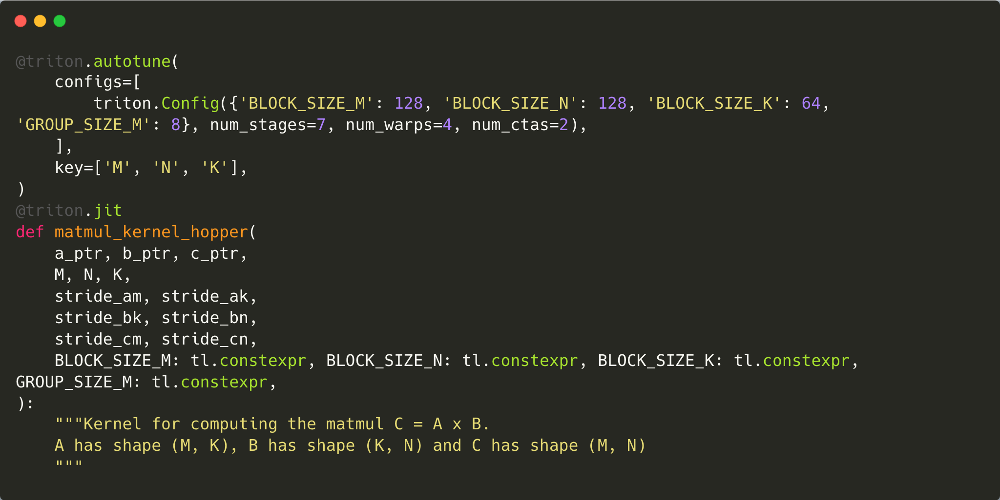 @triton.autotune(
    configs=[
        triton.Config({'BLOCK_SIZE_M': 128, 'BLOCK_SIZE_N': 128, 'BLOCK_SIZE_K': 64,
'GROUP_SIZE_M': 8}, num_stages=7, num_warps=4, num_ctas=2),
    ],
    key=['M', 'N', 'K'],
)
@triton.jit
def matmul_kernel_hopper(
    a_ptr, b_ptr, c_ptr,
    M, N, K,
    stride_am, stride_ak,
    stride_bk, stride_bn,
    stride_cm, stride_cn,
    BLOCK_SIZE_M: tl.constexpr, BLOCK_SIZE_N: tl.constexpr, BLOCK_SIZE_K: tl.constexpr,
GROUP_SIZE_M: tl.constexpr,
):
    """Kernel for computing the matmul C = A x B.
    A has shape (M, K), B has shape (K, N) and C has shape (M, N)
    """